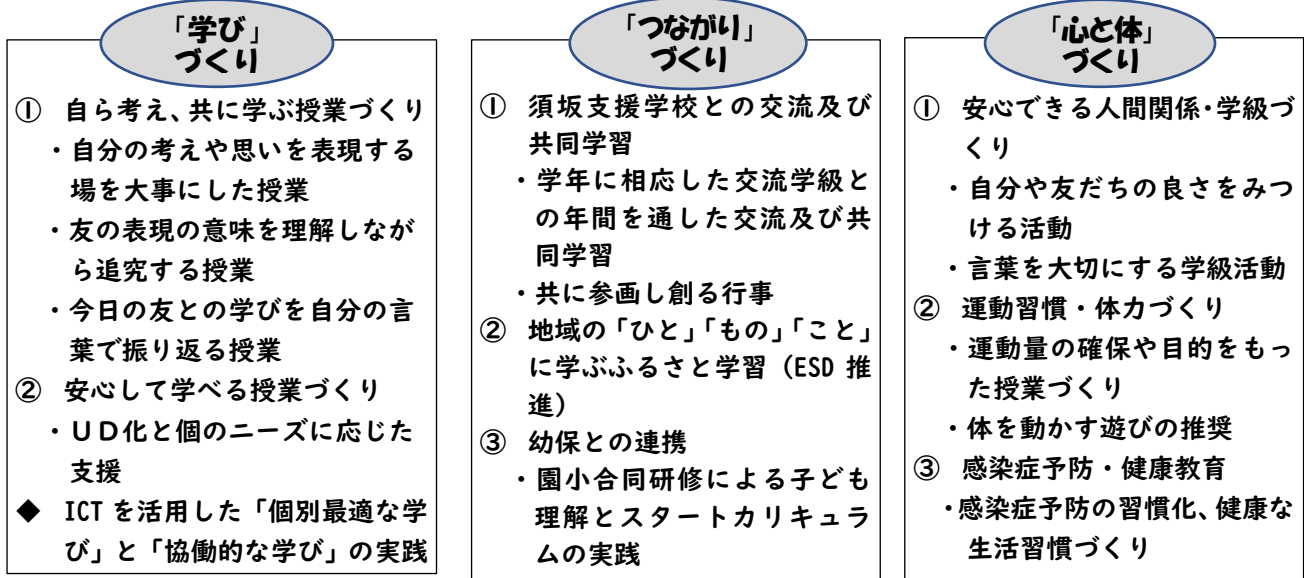 「学び」
づくり
① 自ら考え、共に学ぶ授業づくり
・自分の考えや思いを表現する
場を大事にした授業
・友の表現の意味を理解しなが
ら追究する授業
・今日の友との学びを自分の言
葉で振り返る授業
② 安心して学べる授業づくり
・ＵＤ化と個のニーズに応じた
支援
◆ ICTを活用した「個別最適な学
び」と「協働的な学び」の実践
「つながり」
づくり
① 須坂支援学校との交流及び
共同学習
・学年に相応した交流学級と
の年間を通した交流及び共
同学習
・共に参画し創る行事
② 地域の「ひと」「もの」「こと」
に学ぶふるさと学習（ESD 推
進）
③ 幼保との連携
・園小合同研修による子ども
理解とスタートカリキュラ
ムの実践
「心と体」
づくり
① 安心できる人間関係・学級づ
くり
・自分や友だちの良さをみつ
ける活動
・言葉を大切にする学級活動
② 運動習慣・体力づくり
・運動量の確保や目的をもっ
た授業づくり
・体を動かす遊びの推奨
③ 感染症予防・健康教育
・感染症予防の習慣化、健康な
生活習慣づくり